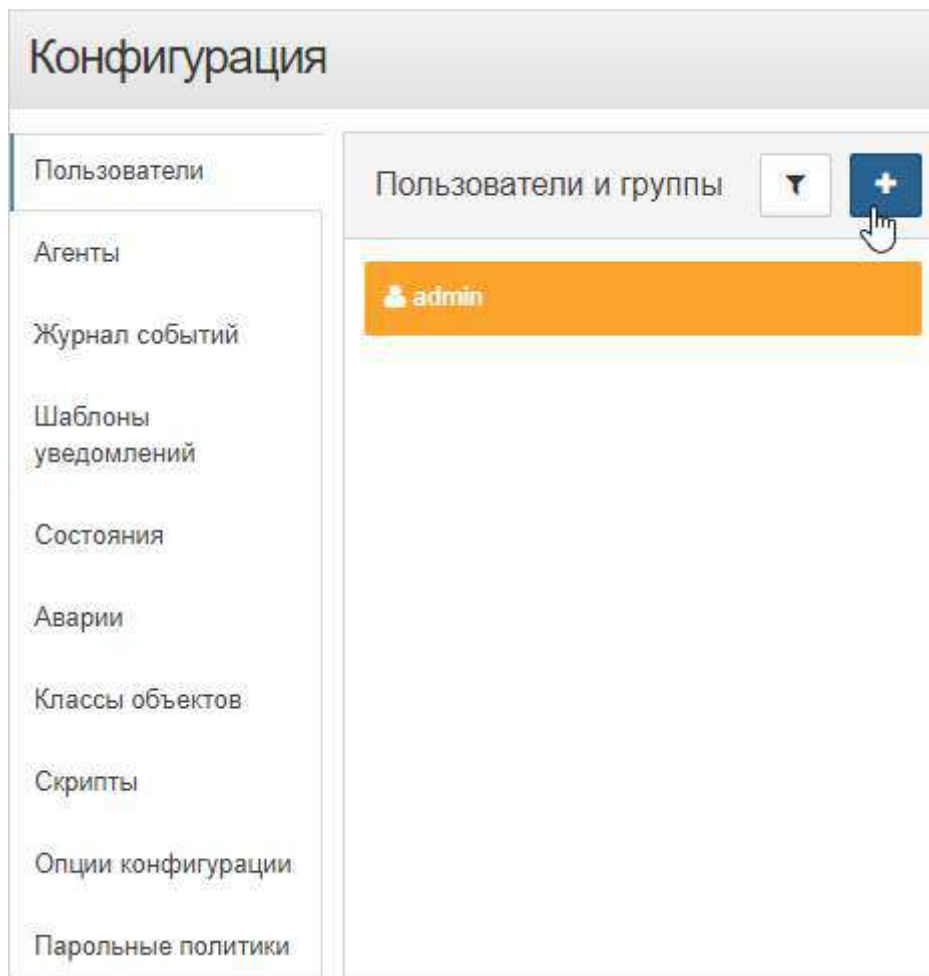 Конфигурация
Пользователи
Пользователи и группы
admin
Агенты
Журнал событий
Шаблоны
уведомлений
Состояния
Аварии
Классы объектов
Скрипты
Опции конфигурации
Парольные политики